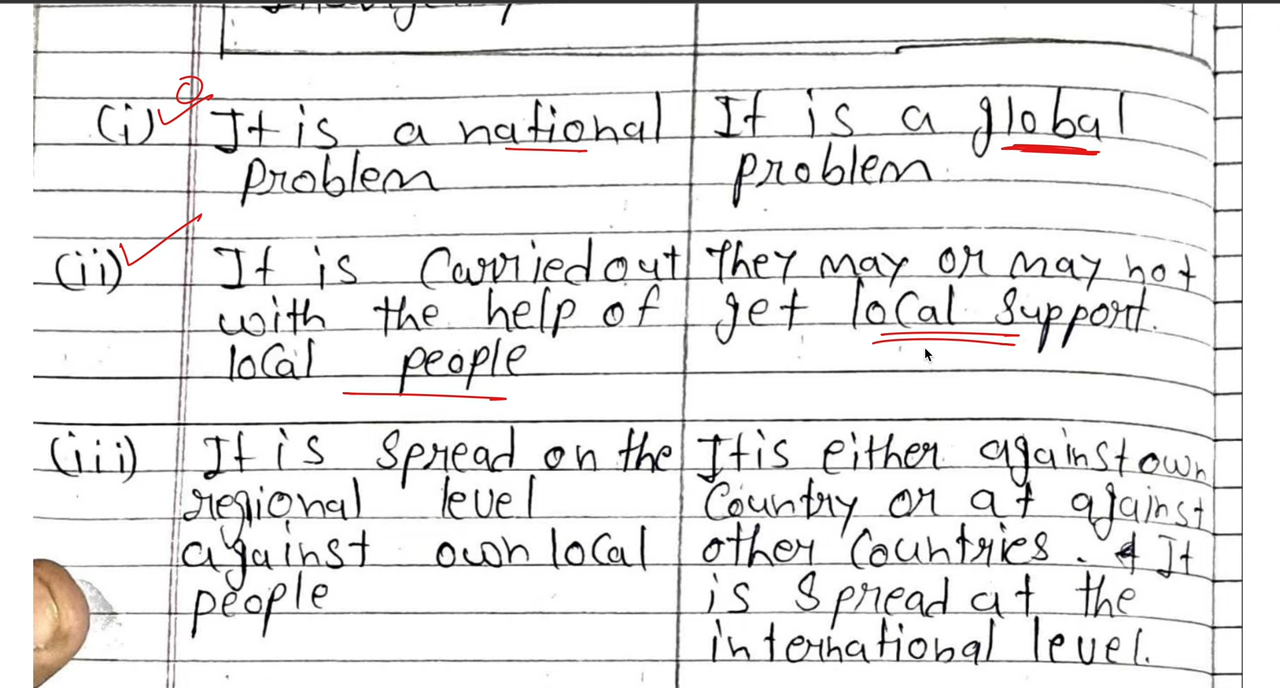 (i) It is a national It is a global
problem problem
(ii) It is Carried out They may or may not
with the help of get local support.
local people
(iii) It is spread on the It is either against own
regional level Country or at against
against own local other Countries. It
people is spread at the
international level.